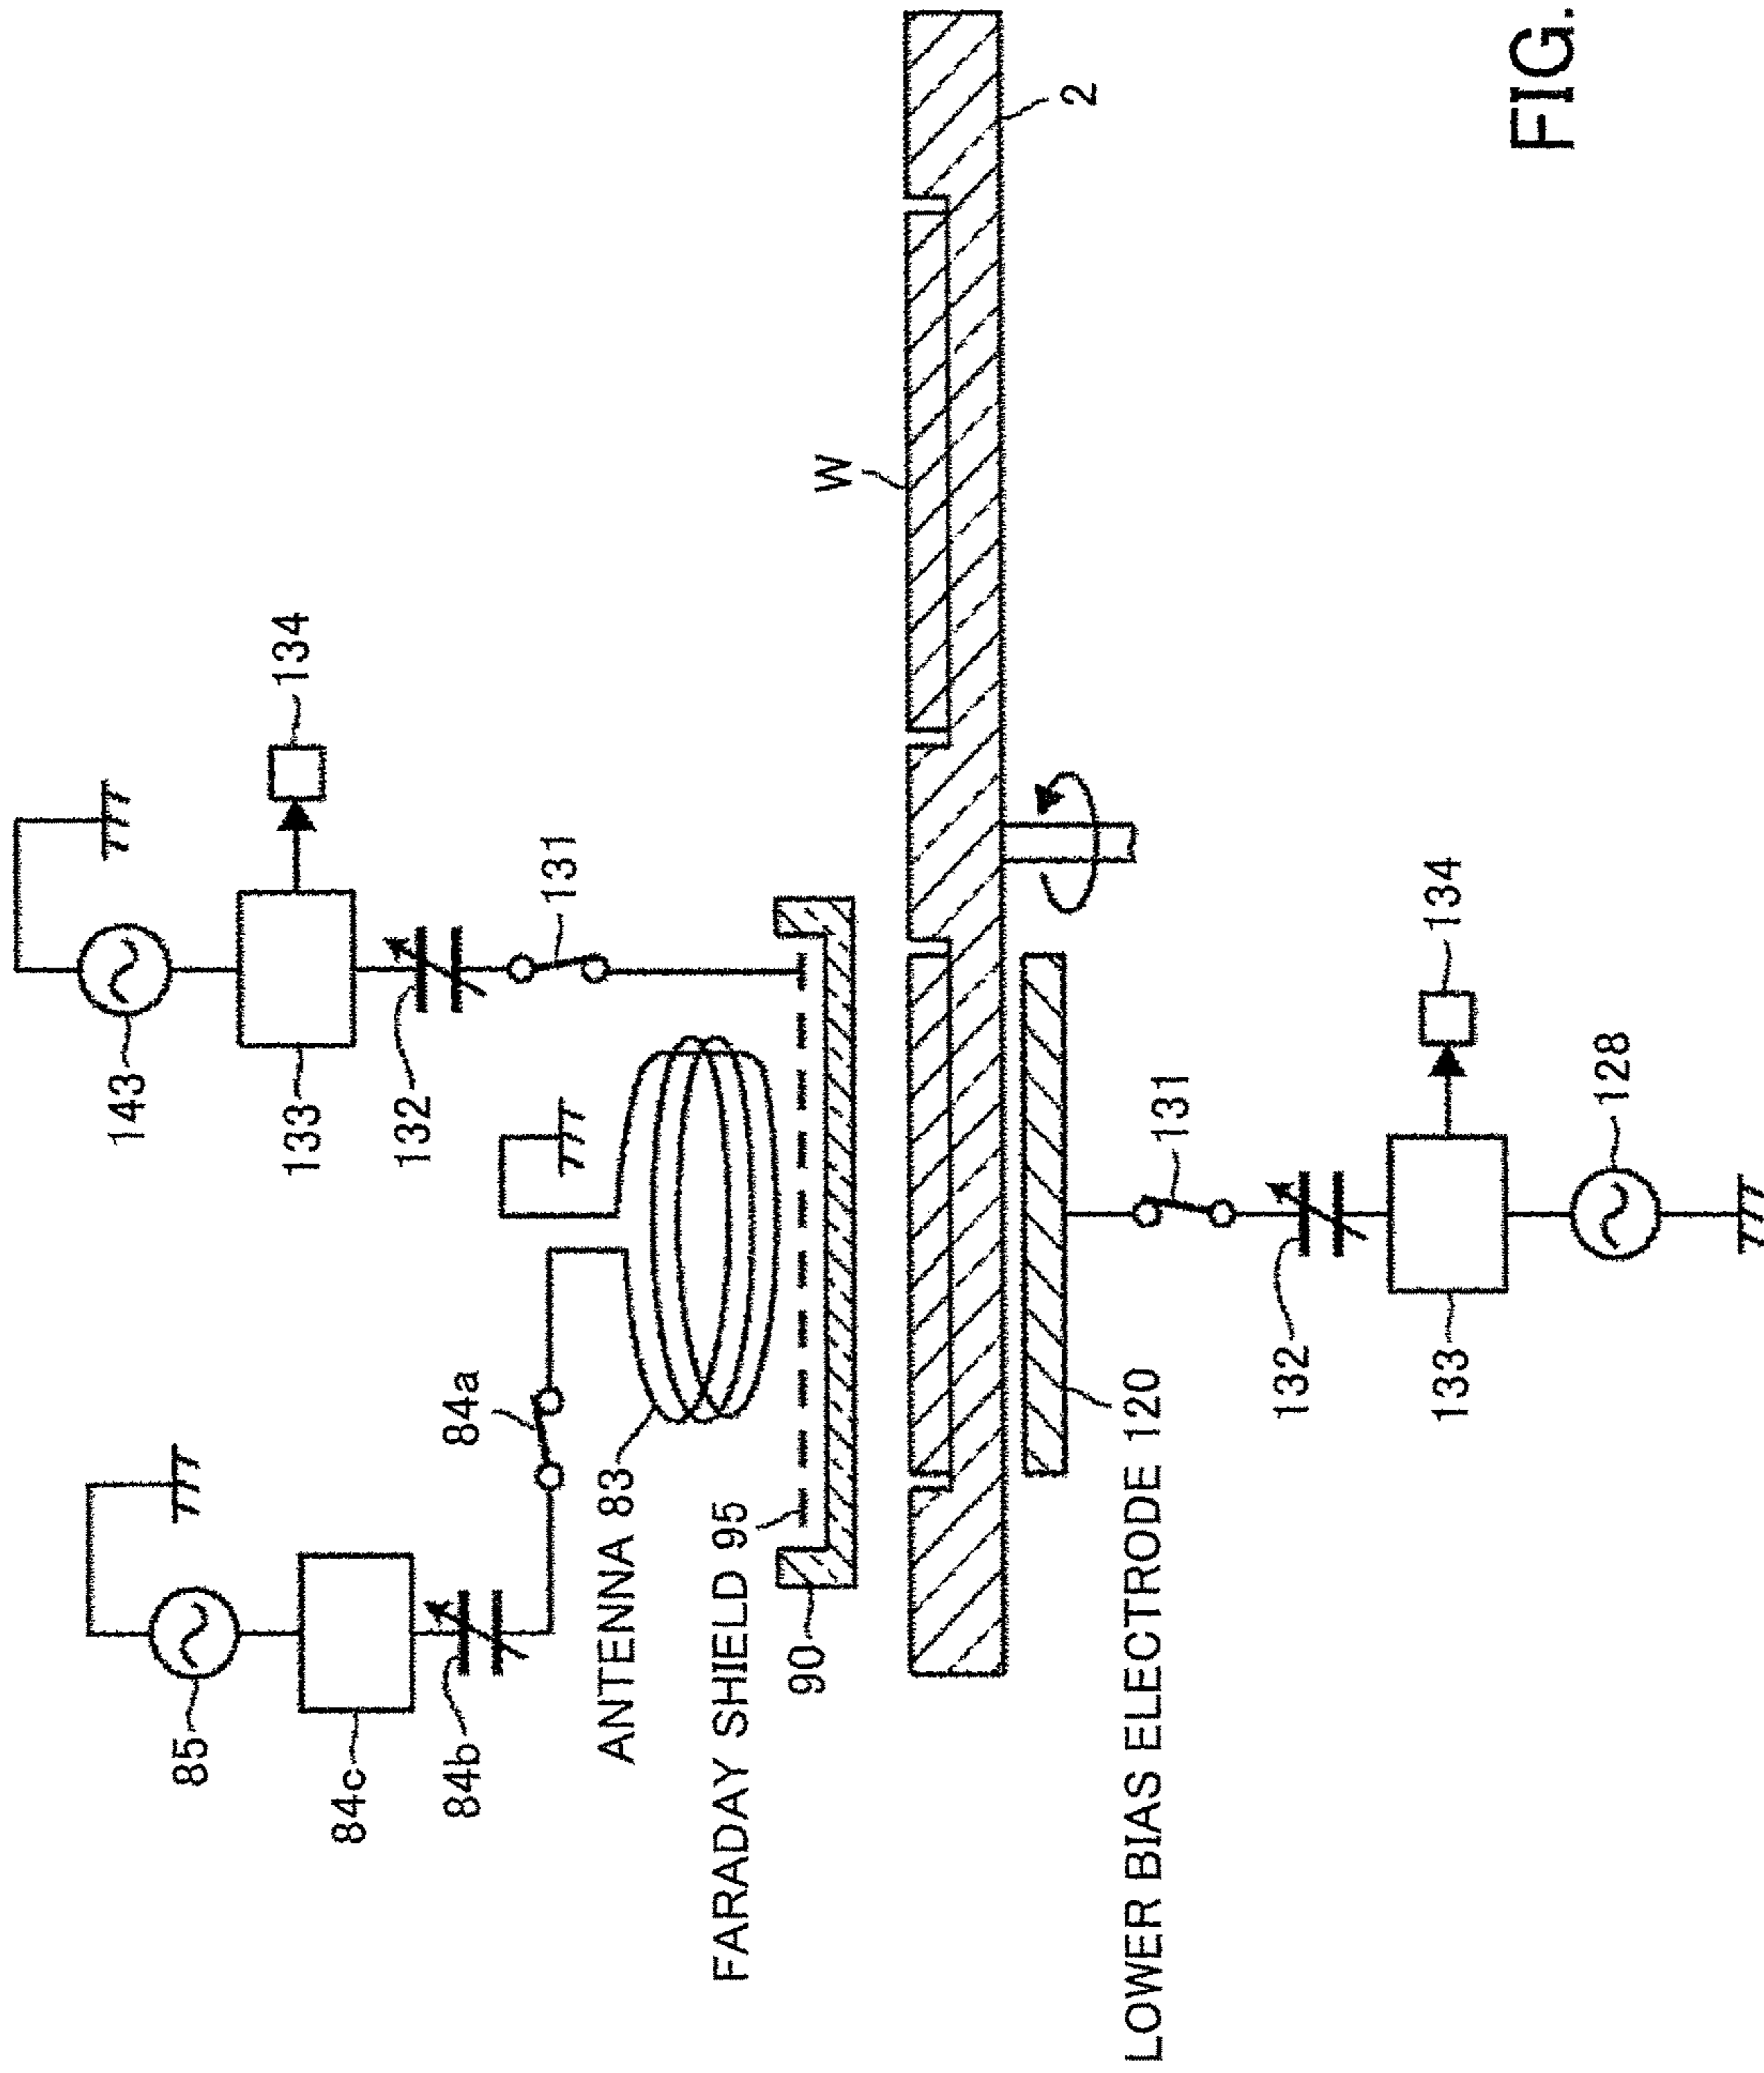 143
133
134
132
131
85
84c
84b
84a
ANTENNA 83
FARADAY SHIELD 95
90
W
2
LOWER BIAS ELECTRODE 120
131
132
133
134
128
FIG.